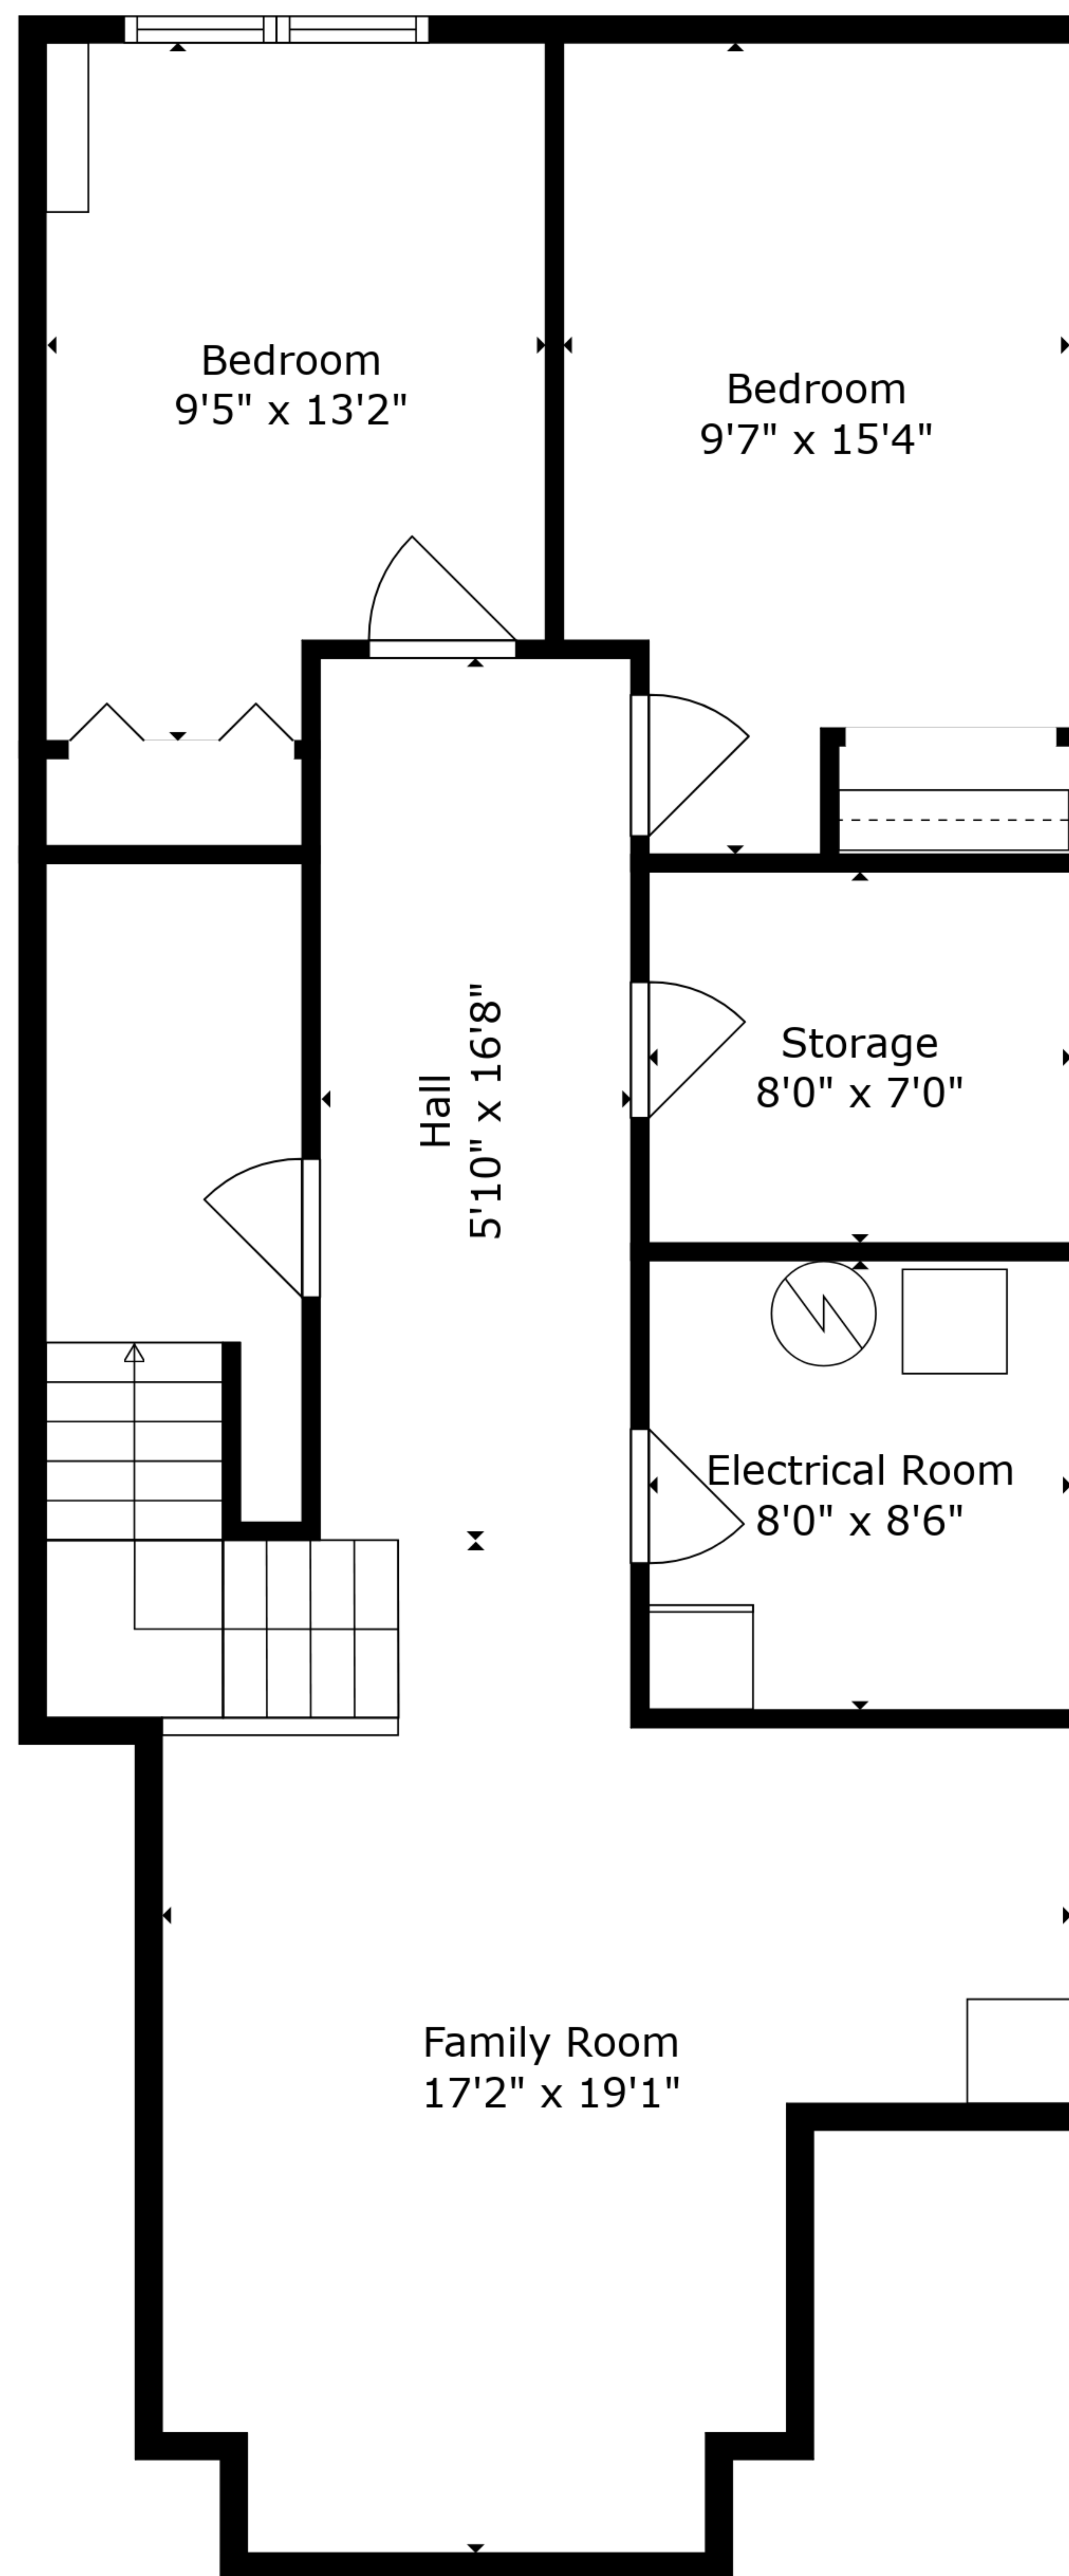 Bedroom
9'5" x 13'2"
Bedroom
9'7" x 15'4"
Hall
5'10" x 16'8"
Storage
8'0" x 7'0"
Electrical Room
8'0" x 8'6"
Family Room
17'2" x 19'1"